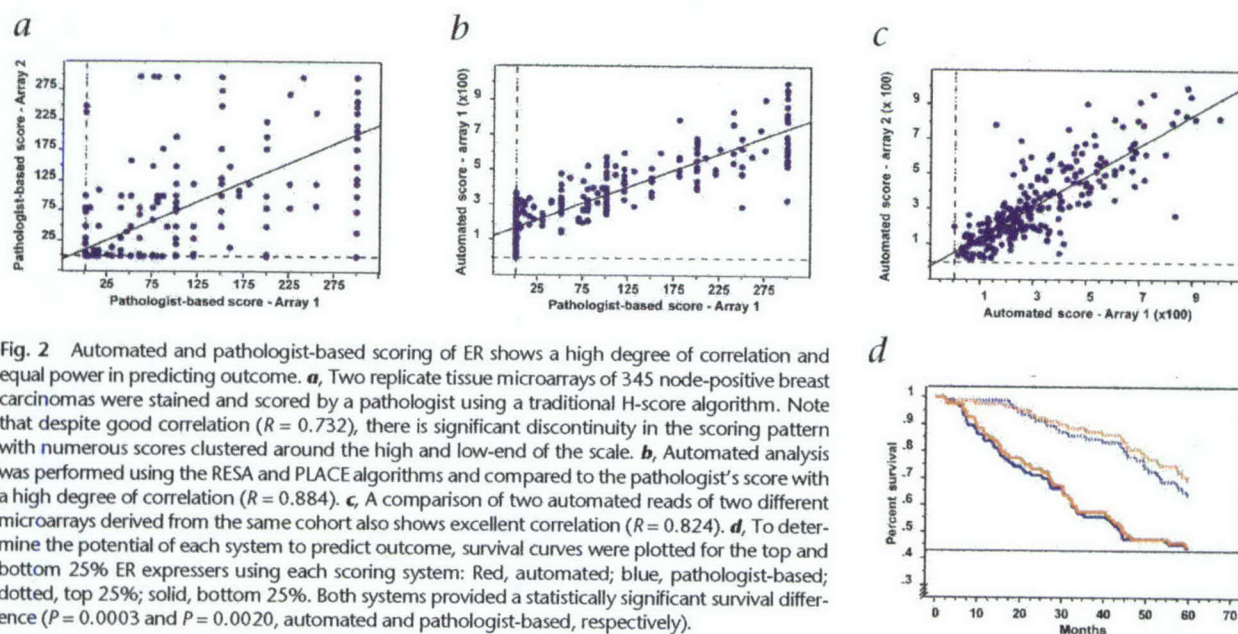 a
b
c
Pathologist-based score - Array 2
275
225
175
125
75
25
25 75 125 175 225 275
Pathologist-based score - Array 1
Automated score - array 1 (x100)
9
7
5
3
1
25 75 125 175 225 275
Pathologist-based score - Array 1
Automated score - array 2 (x 100)
9
7
5
3
1
1 3 5 7 9
Automated score - Array 1 (x100)
Fig. 2 Automated and pathologist-based scoring of ER shows a high degree of correlation and
equal power in predicting outcome. a, Two replicate tissue microarrays of 345 node-positive breast
carcinomas were stained and scored by a pathologist using a traditional H-score algorithm. Note
that despite good correlation (R = 0.732), there is significant discontinuity in the scoring pattern
with numerous scores clustered around the high and low-end of the scale. b, Automated analysis
was performed using the RESA and PLACE algorithms and compared to the pathologist's score with
a high degree of correlation (R = 0.884). c, A comparison of two automated reads of two different
microarrays derived from the same cohort also shows excellent correlation (R = 0.824). d, To deter-
mine the potential of each system to predict outcome, survival curves were plotted for the top and
bottom 25% ER expressers using each scoring system: Red, automated; blue, pathologist-based;
dotted, top 25%; solid, bottom 25%. Both systems provided a statistically significant survival differ-
ence (P = 0.0003 and P = 0.0020, automated and pathologist-based, respectively).
d
Percent survival
1
.9
.8
.7
.6
.5
.4
.3
0 10 20 30 40 50 60 70
Months